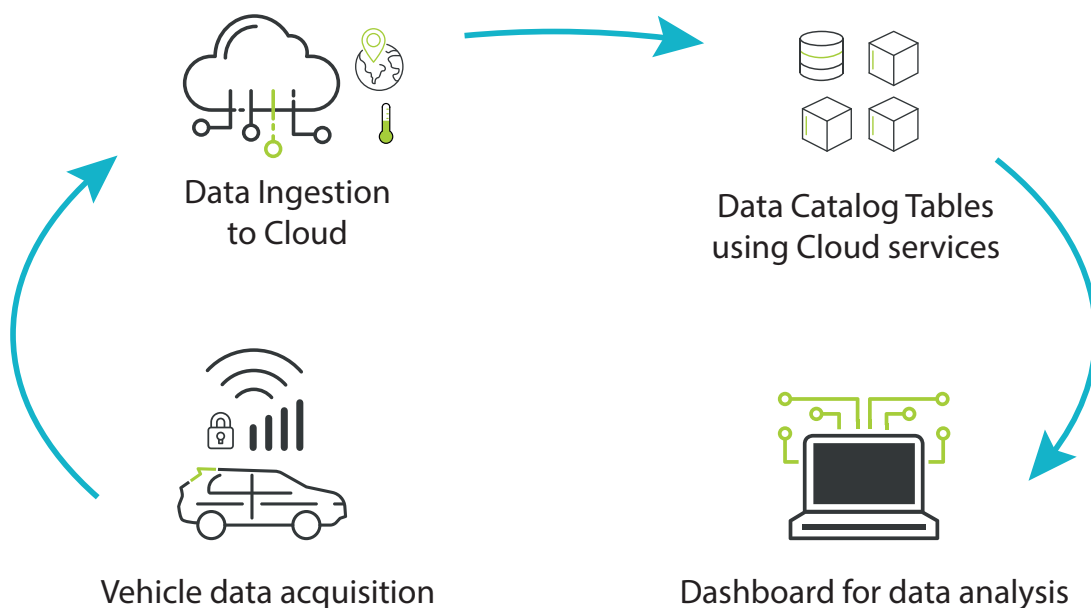 Data Ingestion
to Cloud
Data Catalog Tables
using Cloud services
Vehicle data acquisition
Dashboard for data analysis